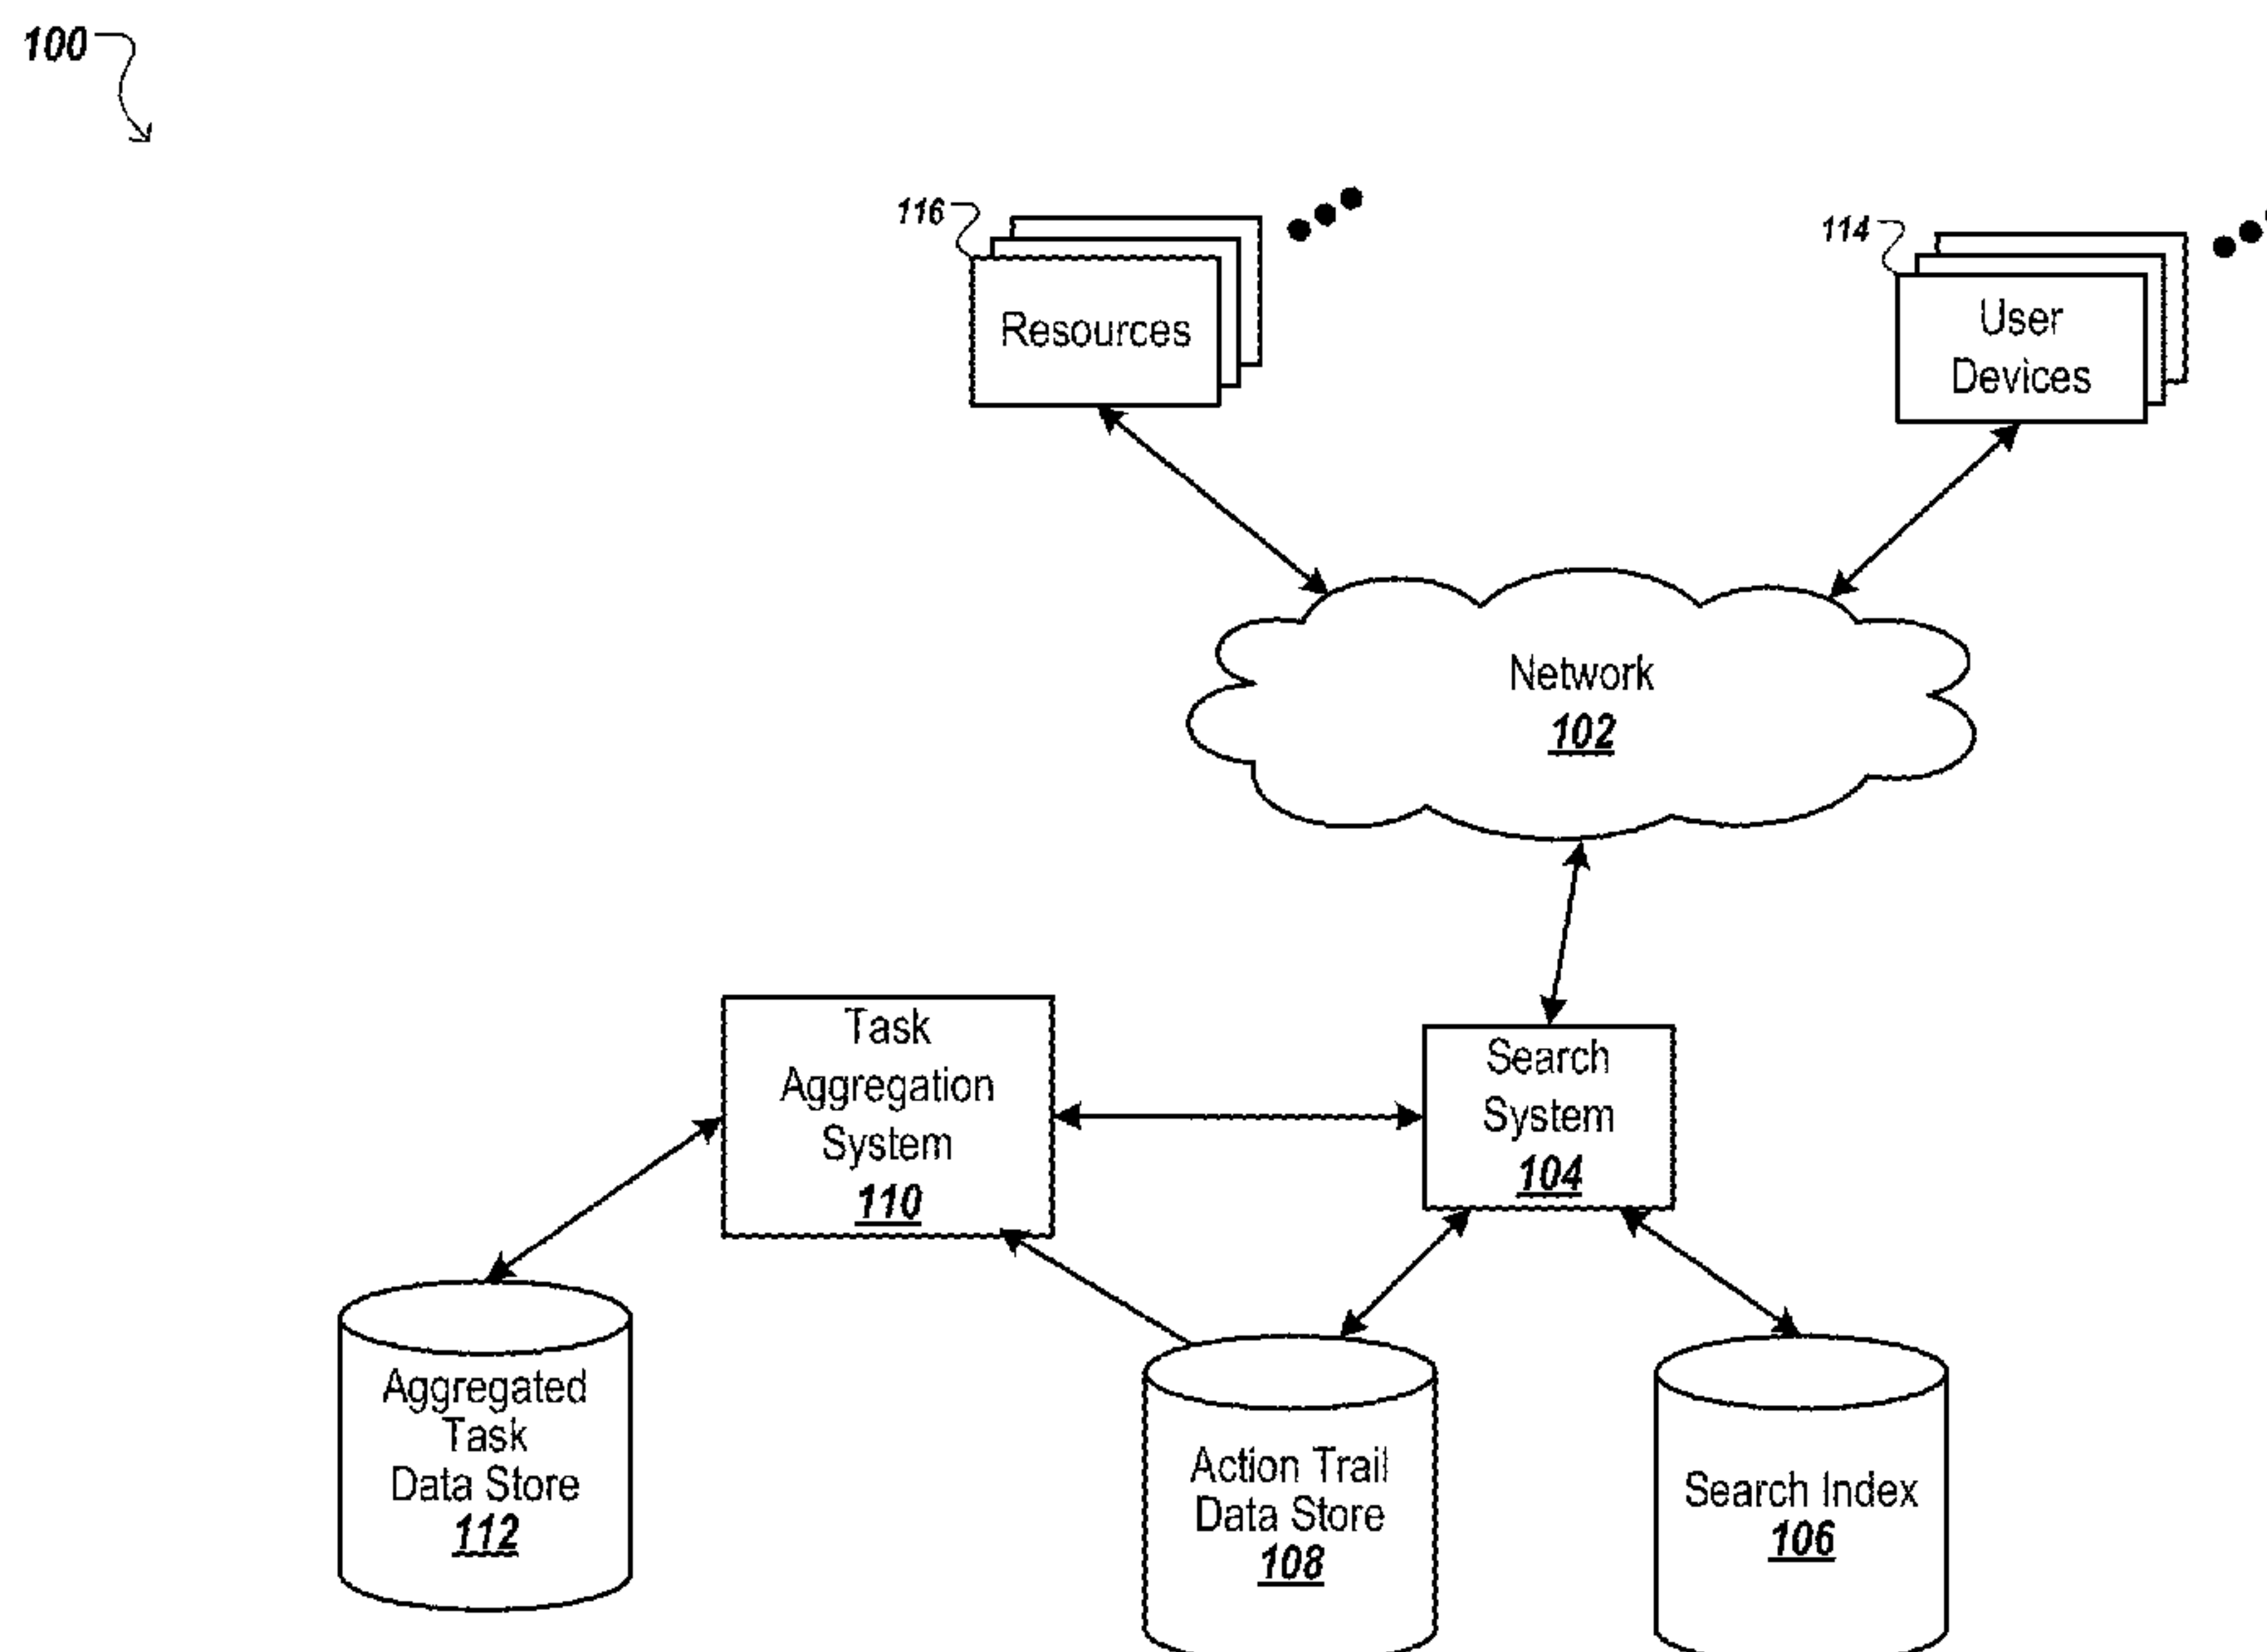 100
116
Resources
114
User
Devices
Network
102
Task
Aggregation
System
110
Search
System
104
Aggregated
Task
Data Store
112
Action Trail
Data Store
108
Search Index
106